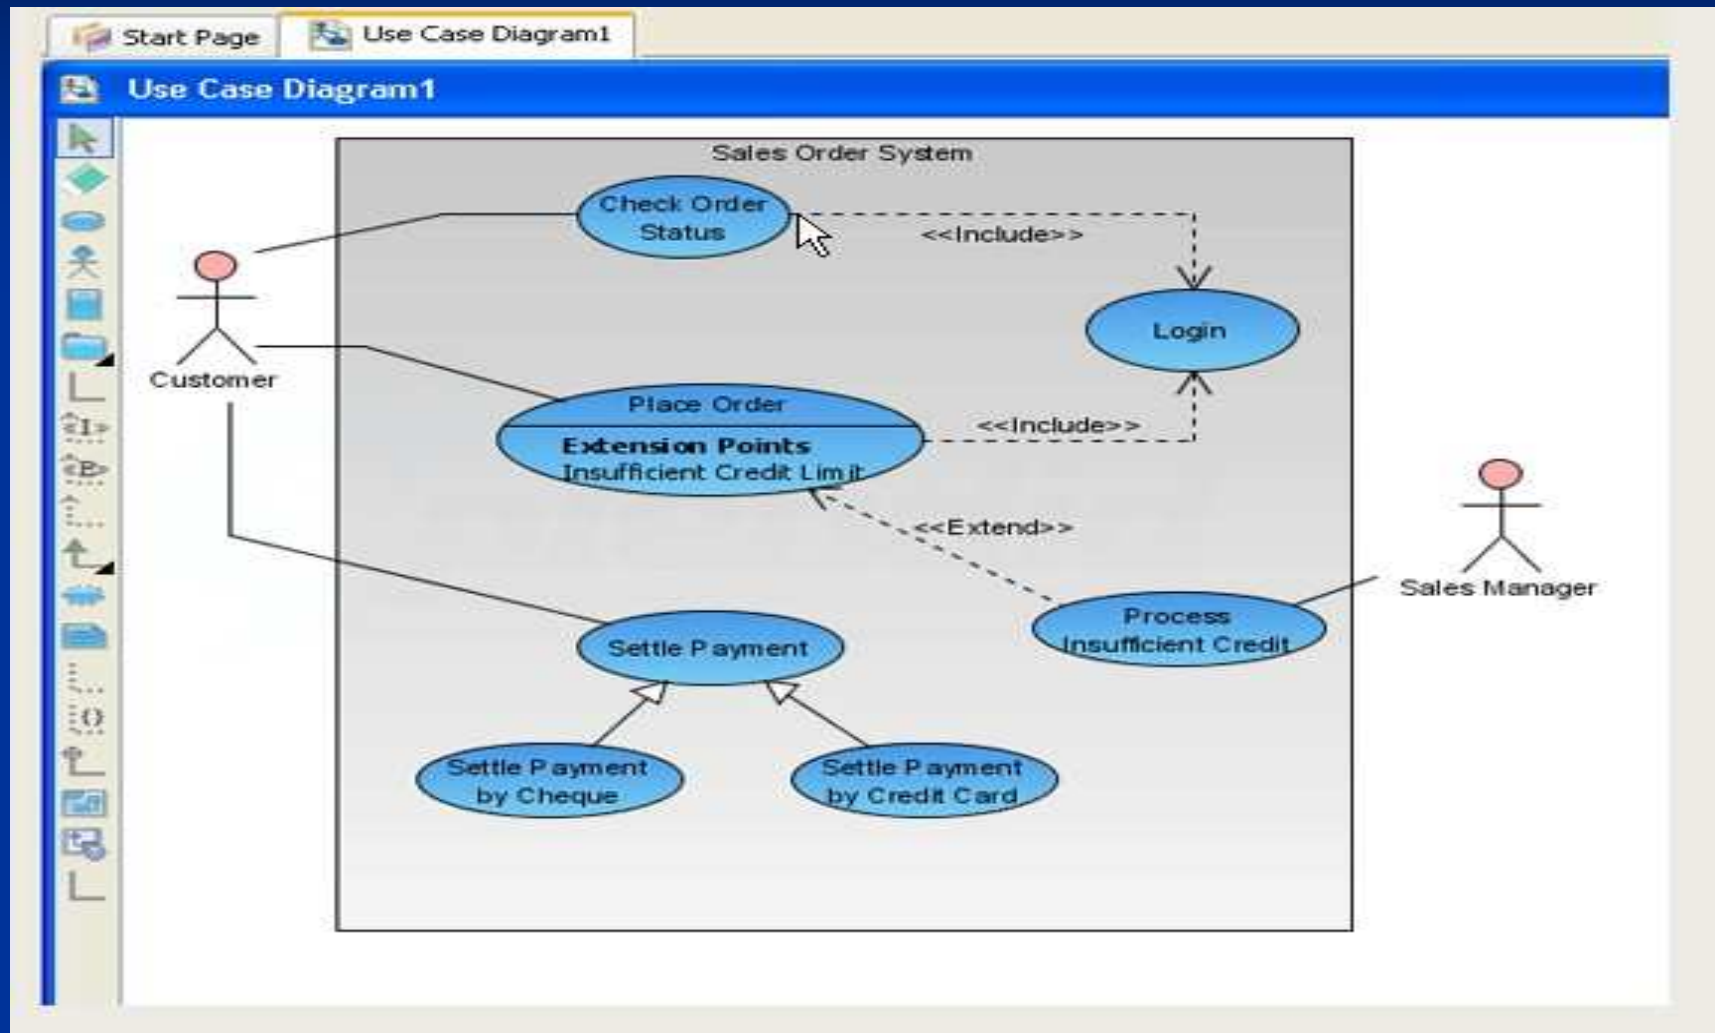 Start Page
Use Case Diagram1
Use Case Diagram1
Sales Order System
Check Order
Status
<<Include>>
Login
Customer
Place Order
Extension Points
Insufficient Credit Limit
<<Include>>
<<Extend>>
Sales Manager
Process
Insufficient Credit
Settle Payment
Settle Payment
by Cheque
Settle Payment
by Credit Card
<I>
<E>
{}